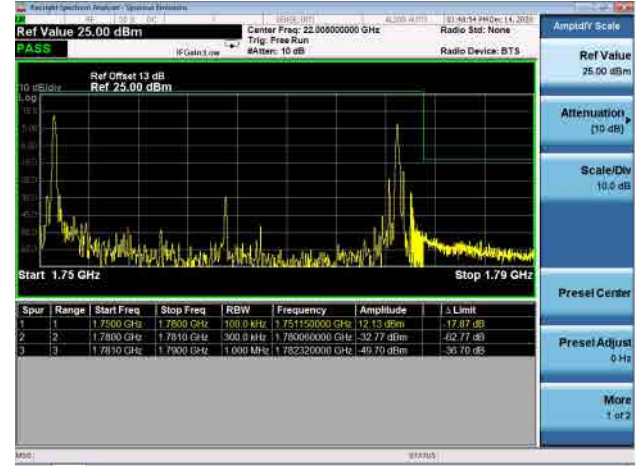 Keysight Spectrum Analyzer - Spurious Emissions
Ref Value 25.00 dBm
Center Freq: 22.000000000 GHz
Radio Std: None
Trig: Free Run
PASS
IFGain:Low
#Atten: 10 dB
Radio Device: BTS
Ref Offset 13 dB
10 dB/div
Ref 25.00 dBm
Log
Start 1.75 GHz
Stop 1.79 GHz
Spur Range Start Freq Stop Freq RBW Frequency Amplitude Δ Limit
1 1 1.7500 GHz 1.7800 GHz 100.0 kHz 1.751150000 GHz 12.13 dBm -17.87 dB
2 2 1.7800 GHz 1.7810 GHz 300.0 kHz 1.780060000 GHz -32.77 dBm -62.77 dB
3 3 1.7810 GHz 1.7900 GHz 1.000 MHz 1.782320000 GHz -49.70 dBm -36.70 dB
MSG
STATUS
Amptd/Y Scale
Ref Value
25.00 dBm
Attenuation
[10 dB]
Scale/Div
10.0 dB
Presel Center
Presel Adjust
0 Hz
More
1 of 2